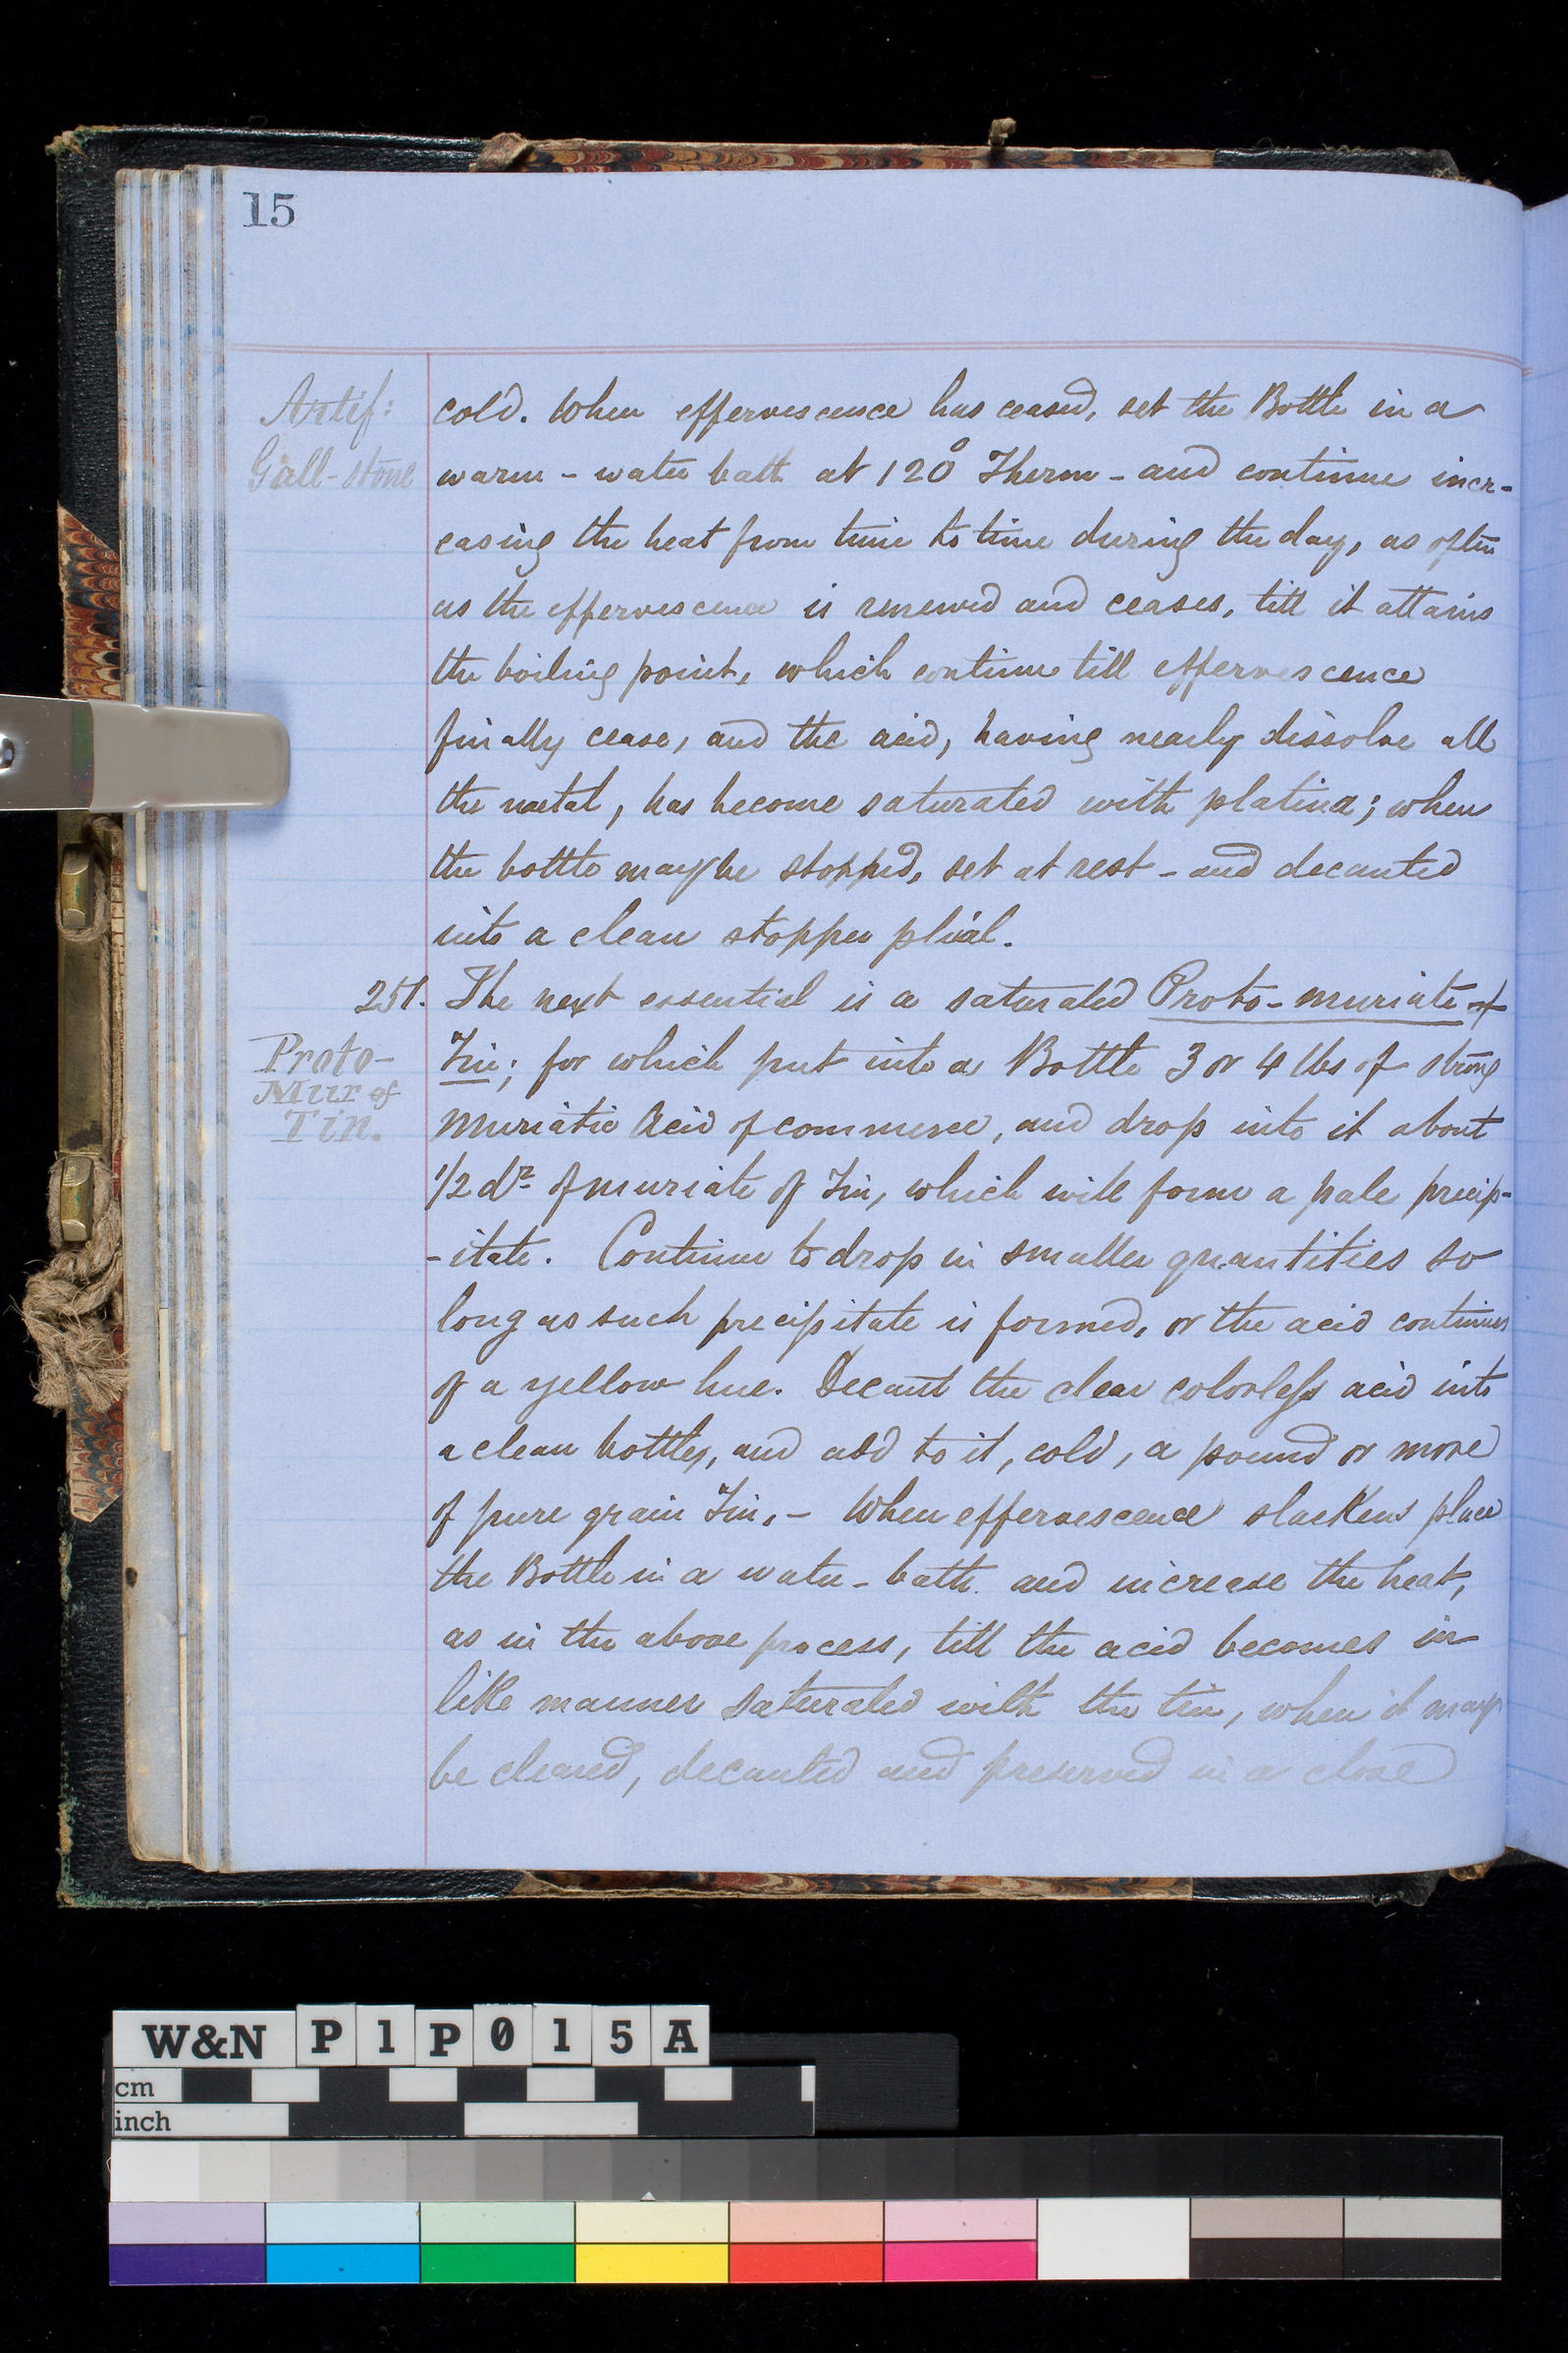 15
Artif:
Gall-stone
cold. When effervescence has ceased, set the Bottle in a
warm - water bath at 120° Therm - and continue incr-
easing the heat from time to time during the day, as often
as the effervescence is renewed and ceases, till it attains
the boiling point, which continue till effervescence
finally cease, and the acid, having nearly dissolve all
the metal, has become saturated with platina; when
the bottle may be stopped, set at rest - and decanted
into a clean stopper phial.
251. The next essential is a saturated Proto-muriate of
Proto-
Mur of
Tin.
Tin; for which put into a Bottle 3 or 4 lbs of strong
Muriatic Acid of commerce, and drop into it about
1/2 dr of muriate of Tin, which will form a pale precip-
-itate. Continue to drop in smaller quantities so
long as such precipitate is formed, or the acid continues
of a yellow hue. Decant the clear colorless acid into
a clean bottle, and add to it, cold, a pound or more
of pure grain Tin, - When effervescence slackens place
the Bottle in a water - bath. and increase the heat,
as in the above process, till the acid becomes in
like manner saturated with the tin, when it may
be cleared, decanted and preserved in a close
W&N P1P015A
cm
inch